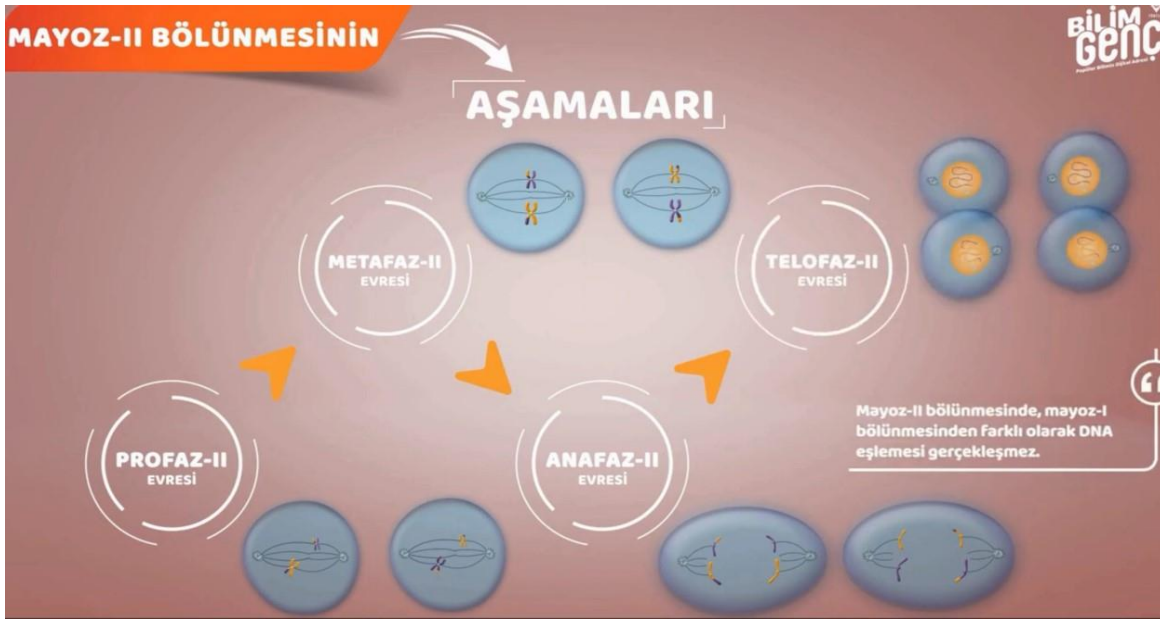 MAYOZ-II BÖLÜNMESİNİN
AŞAMALARI
BİLİM
GENÇ
METAFAZ-II
EVRESİ
TELOFAZ-II
EVRESİ
PROFAZ-II
EVRESİ
ANAFAZ-II
EVRESİ
Mayoz-II bölünmesinde, mayoz-I
bölünmesinden farklı olarak DNA
eşlemesi gerçekleşmez.